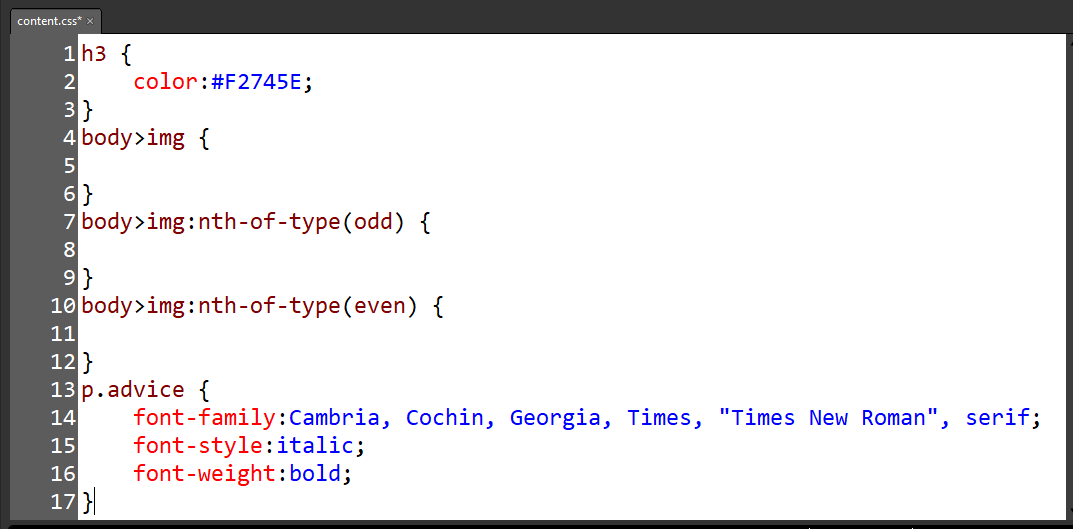 content.css* ×
1 h3 {
2     color:#F2745E;
3 }
4 body>img {
5
6 }
7 body>img:nth-of-type(odd) {
8
9 }
10 body>img:nth-of-type(even) {
11
12 }
13 p.advice {
14     font-family:Cambria, Cochin, Georgia, Times, "Times New Roman", serif;
15     font-style:italic;
16     font-weight:bold;
17 }